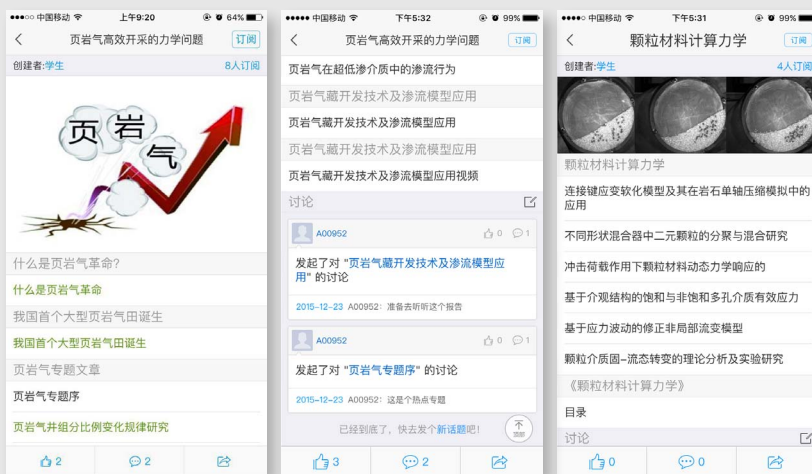 中国移动 上午9:20 64%
页岩气高效开采的力学问题 订阅
创建者:学生 8人订阅
页岩气
什么是页岩气革命?
什么是页岩气革命
我国首个大型页岩气田诞生
我国首个大型页岩气田诞生
页岩气专题文章
页岩气专题序
页岩气井组分比例变化规律研究
2 2
中国移动 下午5:32 99%
页岩气高效开采的力学问题 订阅
页岩气在超低渗介质中的渗流行为
页岩气藏开发技术及渗流模型应用
页岩气藏开发技术及渗流模型应用
页岩气藏开发技术及渗流模型应用
页岩气藏开发技术及渗流模型应用视频
讨论
A00952 0 1
发起了对 "页岩气藏开发技术及渗流模型应
用" 的讨论
2015-12-23 A00952: 准备去听听这个报告
A00952 0 1
发起了对 "页岩气专题序" 的讨论
2015-12-23 A00952: 这是个热点专题
已经到底了，快去发个新话题吧!
3 2
中国移动 下午5:31 99%
颗粒材料计算力学 订阅
创建者:学生 4人订阅
颗粒材料计算力学
连接键应变软化模型及其在岩石单轴压缩模拟中的
应用
不同形状混合器中二元颗粒的分聚与混合研究
冲击荷载作用下颗粒材料动态力学响应的
基于介观结构的饱和与非饱和多孔介质有效应力
基于应力波动的修正非局部流变模型
颗粒介质固–流态转变的理论分析及实验研究
《颗粒材料计算力学》
目录
讨论
0 0